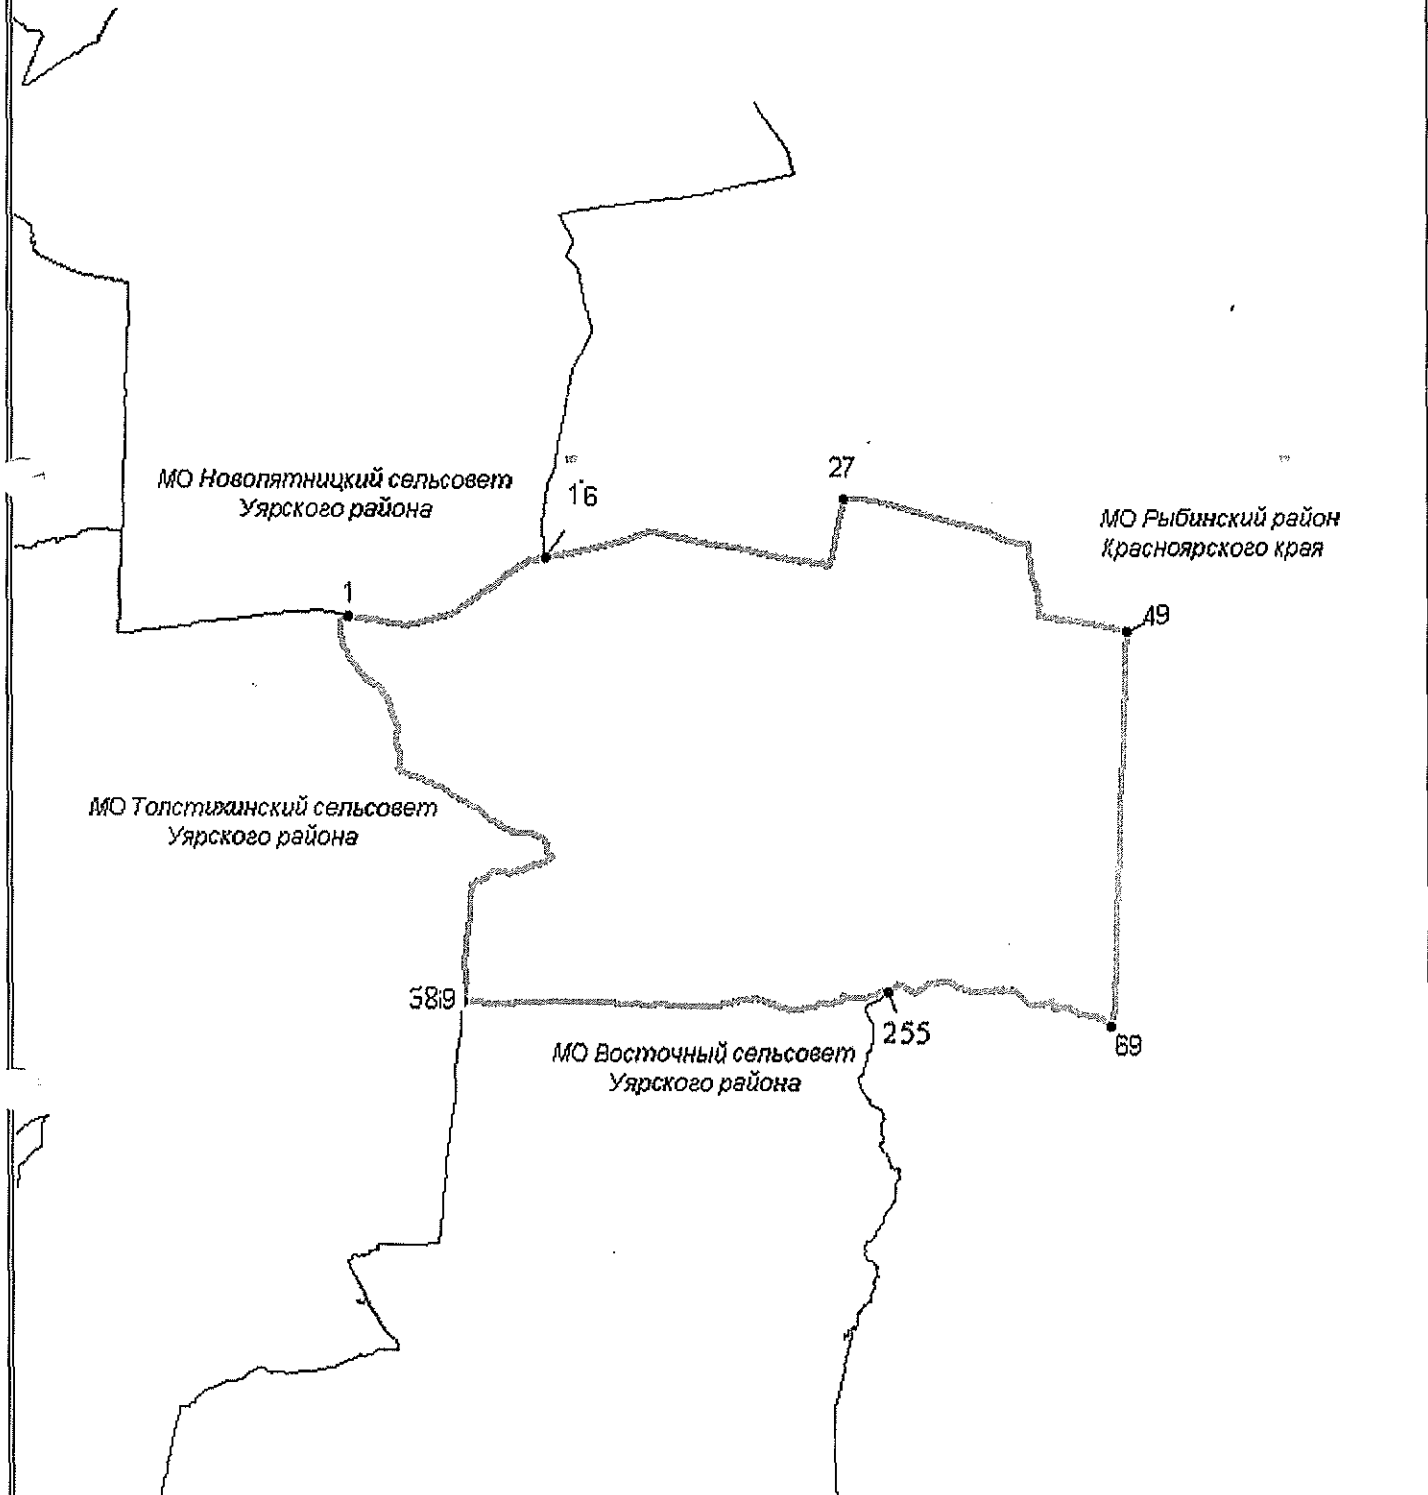 27
МО Новопятницкий сельсовет
Уярского района
16
МО Рыбинский район
Красноярского края
1
49
МО Толстихинский сельсовет
Уярского района
255
69
МО Восточный сельсовет
Уярского района